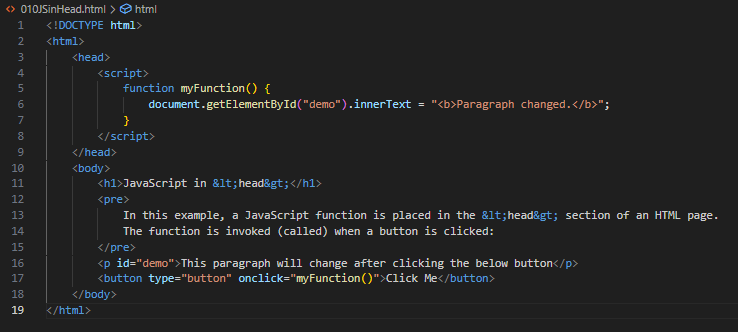 010JSinHead.html > html
1 <!DOCTYPE html>
2 <html>
3     <head>
4         <script>
5             function myFunction() {
6                 document.getElementById("demo").innerText = "<b>Paragraph changed.</b>";
7             }
8         </script>
9     </head>
10     <body>
11         <h1>JavaScript in &lt;head&gt;</h1>
12         <pre>
13             In this example, a JavaScript function is placed in the &lt;head&gt; section of an HTML page.
14             The function is invoked (called) when a button is clicked:
15         </pre>
16         <p id="demo">This paragraph will change after clicking the below button</p>
17         <button type="button" onclick="myFunction()">Click Me</button>
18     </body>
19 </html>